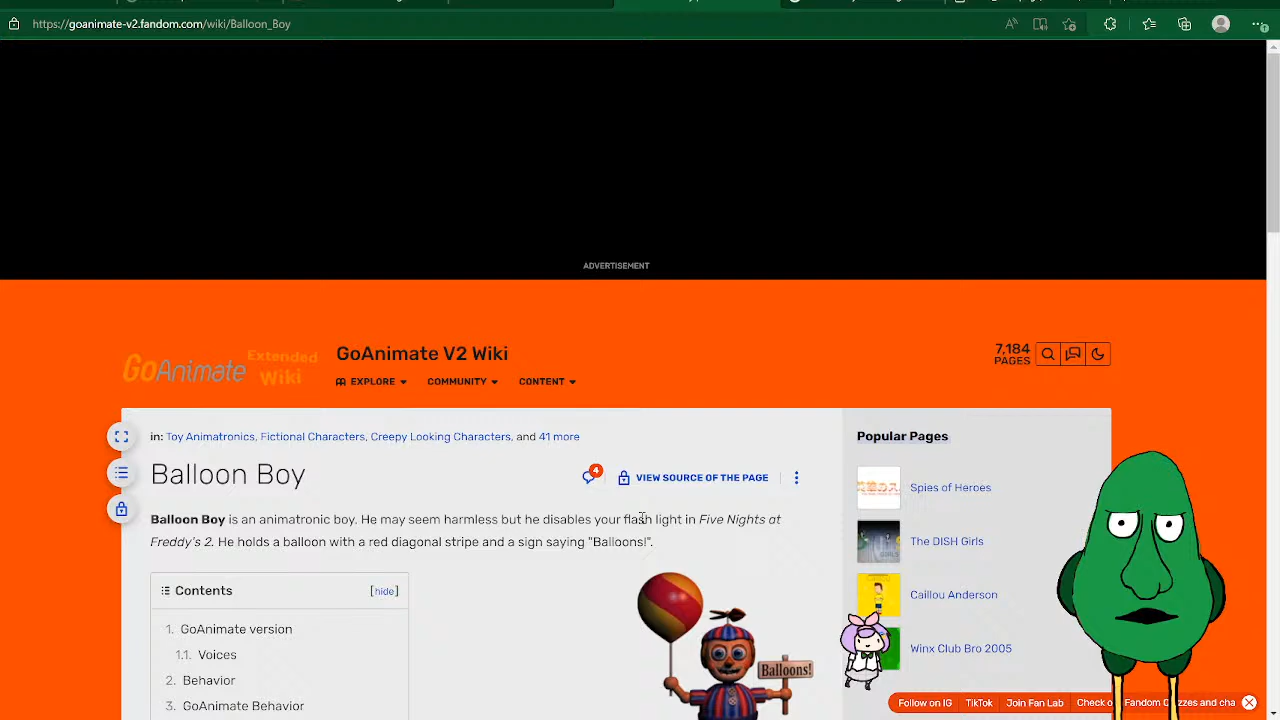 https://goanimate-v2.fandom.com/wiki/Balloon_Boy
ADVERTISEMENT
GoAnimate Extended Wiki
GoAnimate V2 Wiki
EXPLORE COMMUNITY CONTENT
7,184
PAGES
in: Toy Animatronics, Fictional Characters, Creepy Looking Characters, and 41 more
Balloon Boy
4
VIEW SOURCE OF THE PAGE
Balloon Boy is an animatronic boy. He may seem harmless but he disables your flash light in Five Nights at
Freddy's 2. He holds a balloon with a red diagonal stripe and a sign saying "Balloons!".
Contents [hide]
1. GoAnimate version
1.1. Voices
2. Behavior
3. GoAnimate Behavior
Balloons!
Popular Pages
Spies of Heroes
The DISH Girls
Caillou Anderson
Winx Club Bro 2005
Follow on IG TikTok Join Fan Lab Check Fandom and cha